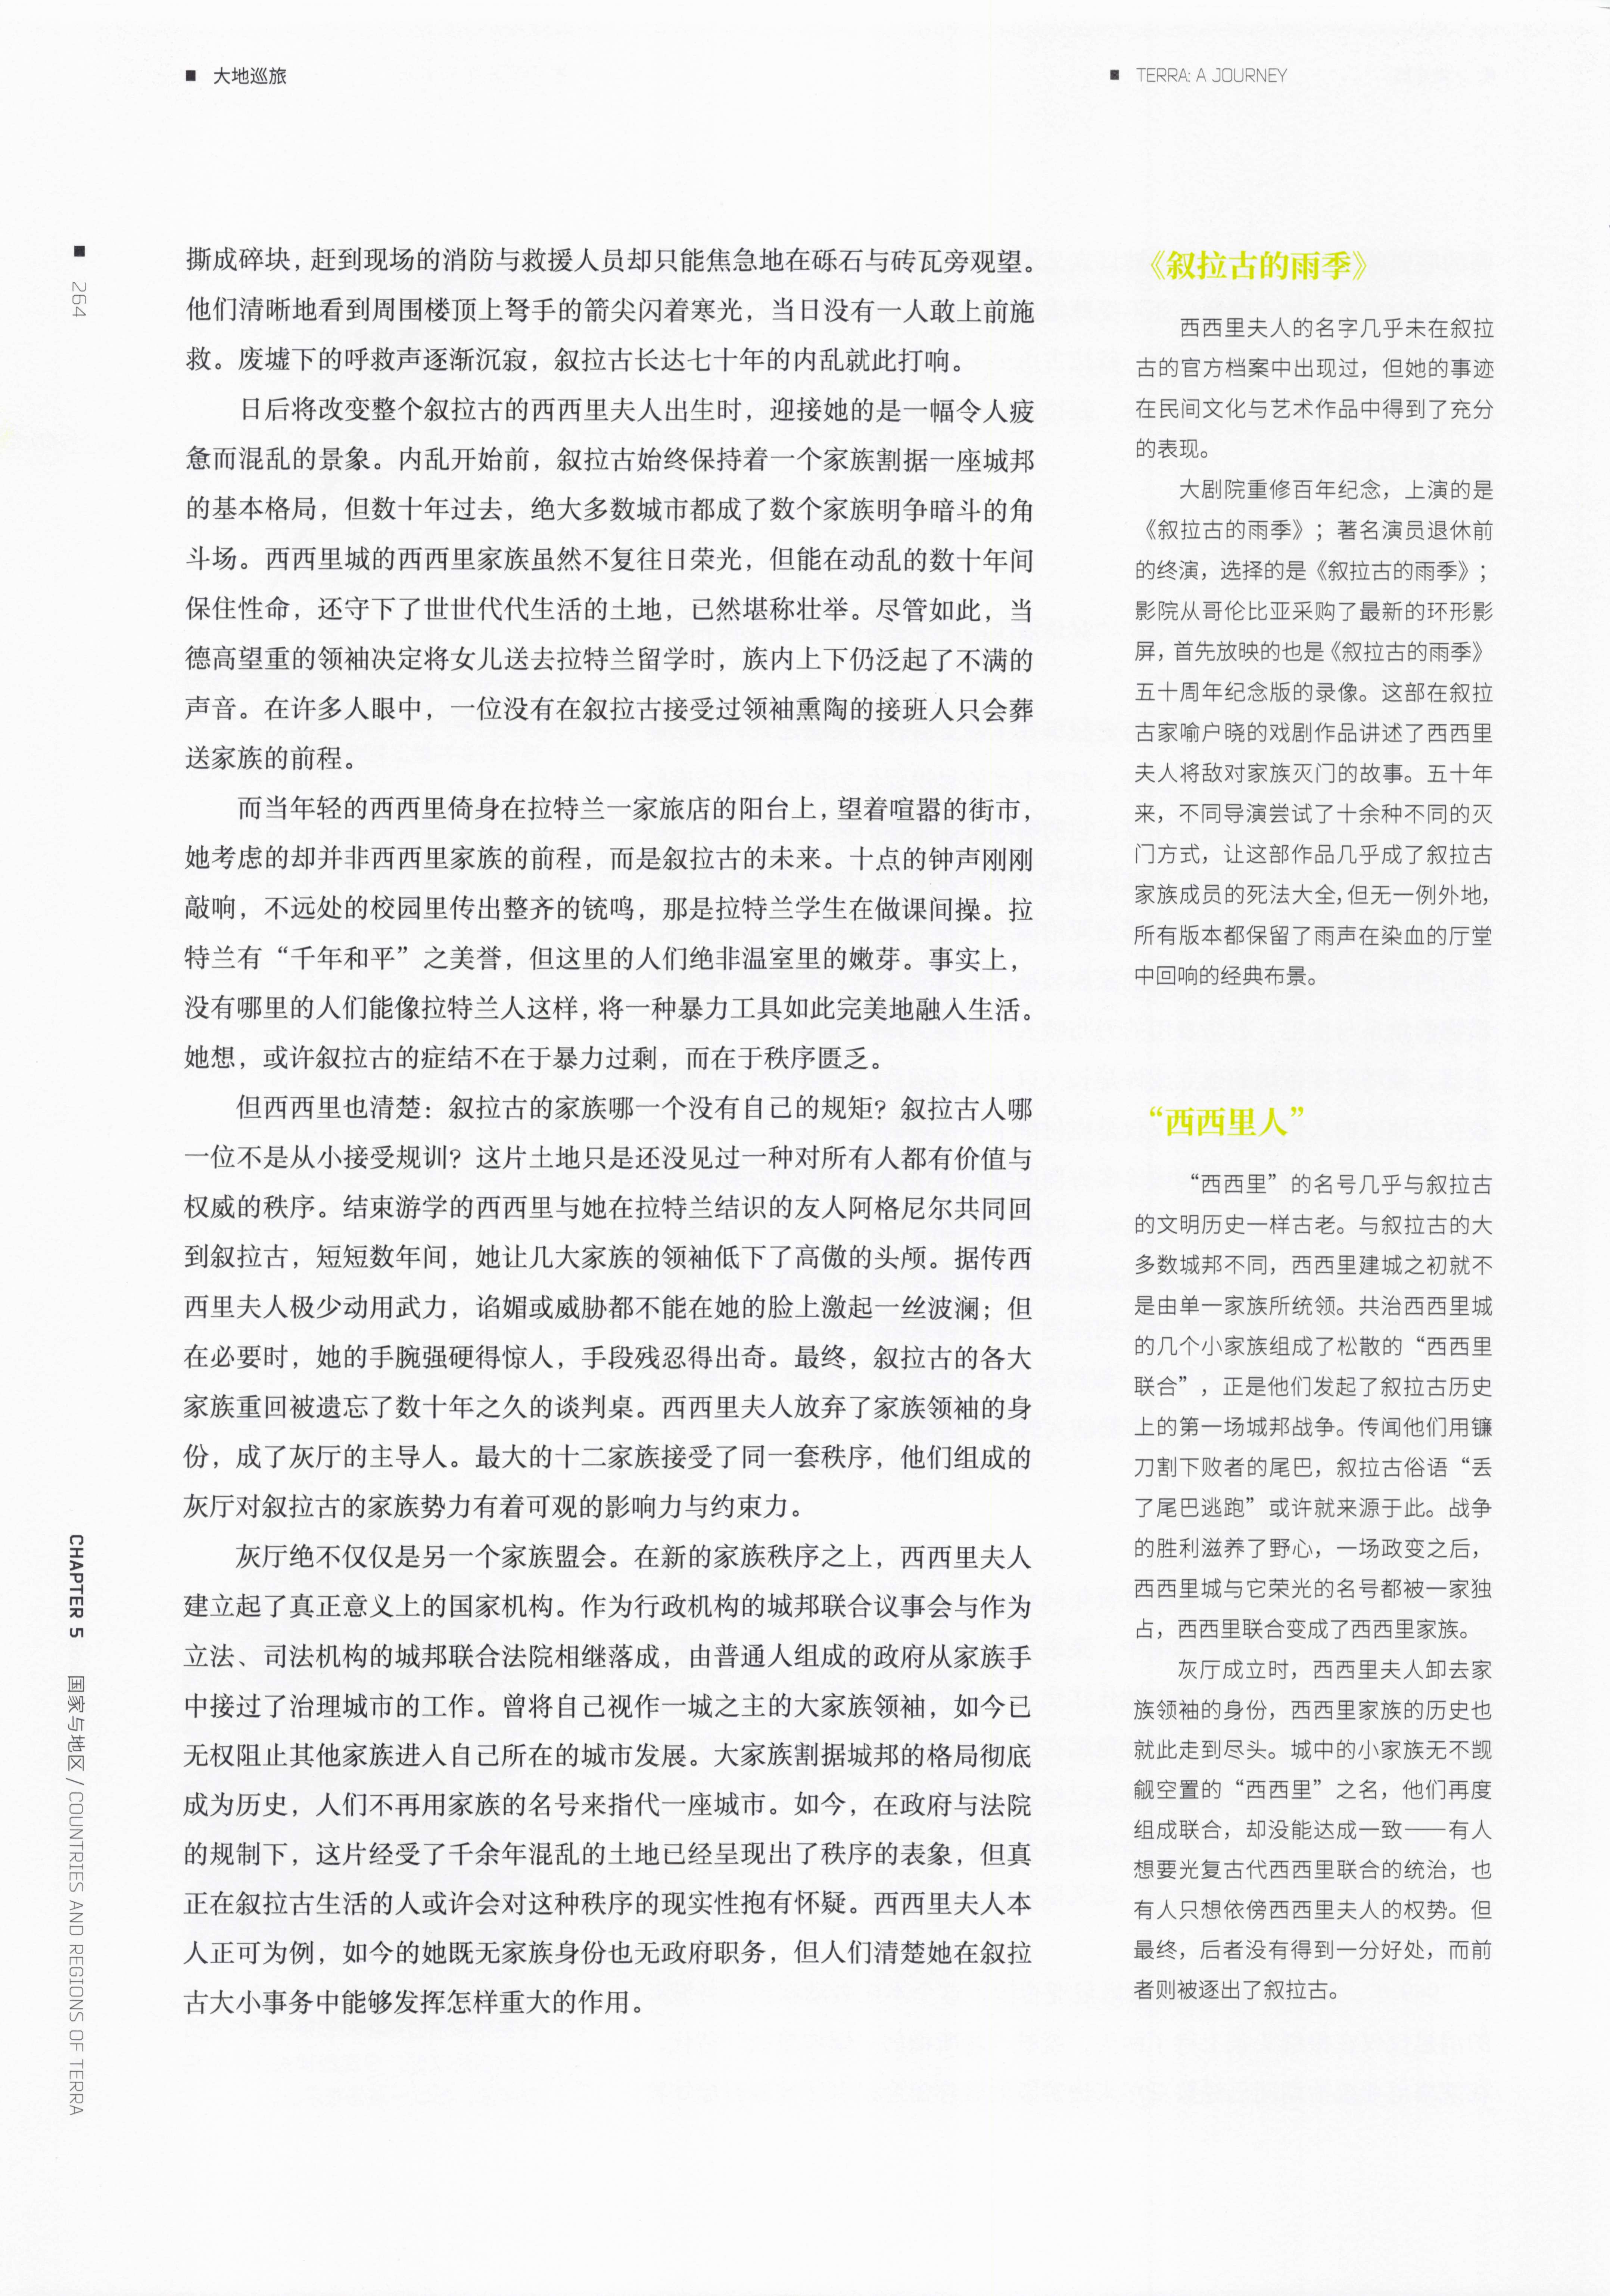 ■ 大地巡旅
■ TERRA: A JOURNEY
■ 264
撕成碎块，赶到现场的消防与救援人员却只能焦急地在砾石与砖瓦旁观望。
他们清晰地看到周围楼顶上弩手的箭尖闪着寒光，当日没有一人敢上前施
救。废墟下的呼救声逐渐沉寂，叙拉古长达七十年的内乱就此打响。
日后将改变整个叙拉古的西西里夫人出生时，迎接她的是一幅令人疲
惫而混乱的景象。内乱开始前，叙拉古始终保持着一个家族割据一座城邦
的基本格局，但数十年过去，绝大多数城市都成了数个家族明争暗斗的角
斗场。西西里城的西西里家族虽然不复往日荣光，但能在动乱的数十年间
保住性命，还守下了世世代代生活的土地，已然堪称壮举。尽管如此，当
德高望重的领袖决定将女儿送去拉特兰留学时，族内上下仍泛起了不满的
声音。在许多人眼中，一位没有在叙拉古接受过领袖熏陶的接班人只会葬
送家族的前程。
而当年轻的西西里倚身在拉特兰一家旅店的阳台上，望着喧嚣的街市，
她考虑的却并非西西里家族的前程，而是叙拉古的未来。十点的钟声刚刚
敲响，不远处的校园里传出整齐的铳鸣，那是拉特兰学生在做课间操。拉
特兰有“千年和平”之美誉，但这里的人们绝非温室里的嫩芽。事实上，
没有哪里的人们能像拉特兰人这样，将一种暴力工具如此完美地融入生活。
她想，或许叙拉古的症结不在于暴力过剩，而在于秩序匮乏。
但西西里也清楚：叙拉古的家族哪一个没有自己的规矩？叙拉古人哪
一位不是从小接受规训？这片土地只是还没见过一种对所有人都有价值与
权威的秩序。结束游学的西西里与她在拉特兰结识的友人阿格尼尔共同回
到叙拉古，短短数年间，她让几大家族的领袖低下了高傲的头颅。据传西
西里夫人极少动用武力，谄媚或威胁都不能在她的脸上激起一丝波澜；但
在必要时，她的手腕强硬得惊人，手段残忍得出奇。最终，叙拉古的各大
家族重回被遗忘了数十年之久的谈判桌。西西里夫人放弃了家族领袖的身
份，成了灰厅的主导人。最大的十二家族接受了同一套秩序，他们组成的
灰厅对叙拉古的家族势力有着可观的影响力与约束力。
灰厅绝不仅仅是另一个家族盟会。在新的家族秩序之上，西西里夫人
建立起了真正意义上的国家机构。作为行政机构的城邦联合议事会与作为
立法、司法机构的城邦联合法院相继落成，由普通人组成的政府从家族手
中接过了治理城市的工作。曾将自己视作一城之主的大家族领袖，如今已
无权阻止其他家族进入自己所在的城市发展。大家族割据城邦的格局彻底
成为历史，人们不再用家族的名号来指代一座城市。如今，在政府与法院
的规制下，这片经受了千余年混乱的土地已经呈现出了秩序的表象，但真
正在叙拉古生活的人或许会对这种秩序的现实性抱有怀疑。西西里夫人本
人正可为例，如今的她既无家族身份也无政府职务，但人们清楚她在叙拉
古大小事务中能够发挥怎样重大的作用。
《叙拉古的雨季》
西西里夫人的名字几乎未在叙拉
古的官方档案中出现过，但她的事迹
在民间文化与艺术作品中得到了充分
的表现。
大剧院重修百年纪念，上演的是
《叙拉古的雨季》；著名演员退休前
的终演，选择的是《叙拉古的雨季》；
影院从哥伦比亚采购了最新的环形影
屏，首先放映的也是《叙拉古的雨季》
五十周年纪念版的录像。这部在叙拉
古家喻户晓的戏剧作品讲述了西西里
夫人将敌对家族灭门的故事。五十年
来，不同导演尝试了十余种不同的灭
门方式，让这部作品几乎成了叙拉古
家族成员的死法大全，但无一例外地，
所有版本都保留了雨声在染血的厅堂
中回响的经典布景。
“西西里人”
“西西里”的名号几乎与叙拉古
的文明历史一样古老。与叙拉古的大
多数城邦不同，西西里建城之初就不
是由单一家族所统领。共治西西里城
的几个小家族组成了松散的“西西里
联合”，正是他们发起了叙拉古历史
上的第一场城邦战争。传闻他们用镰
刀割下败者的尾巴，叙拉古俗语“丢
了尾巴逃跑”或许就来源于此。战争
的胜利滋养了野心，一场政变之后，
西西里城与它荣光的名号都被一家独
占，西西里联合变成了西西里家族。
灰厅成立时，西西里夫人卸去家
族领袖的身份，西西里家族的历史也
就此走到尽头。城中的小家族无不觊
觎空置的“西西里”之名，他们再度
组成联合，却没能达成一致——有人
想要光复古代西西里联合的统治，也
有人只想依傍西西里夫人的权势。但
最终，后者没有得到一分好处，而前
者则被逐出了叙拉古。
CHAPTER 5 国家与地区 / COUNTRIES AND REGIONS OF TERRA